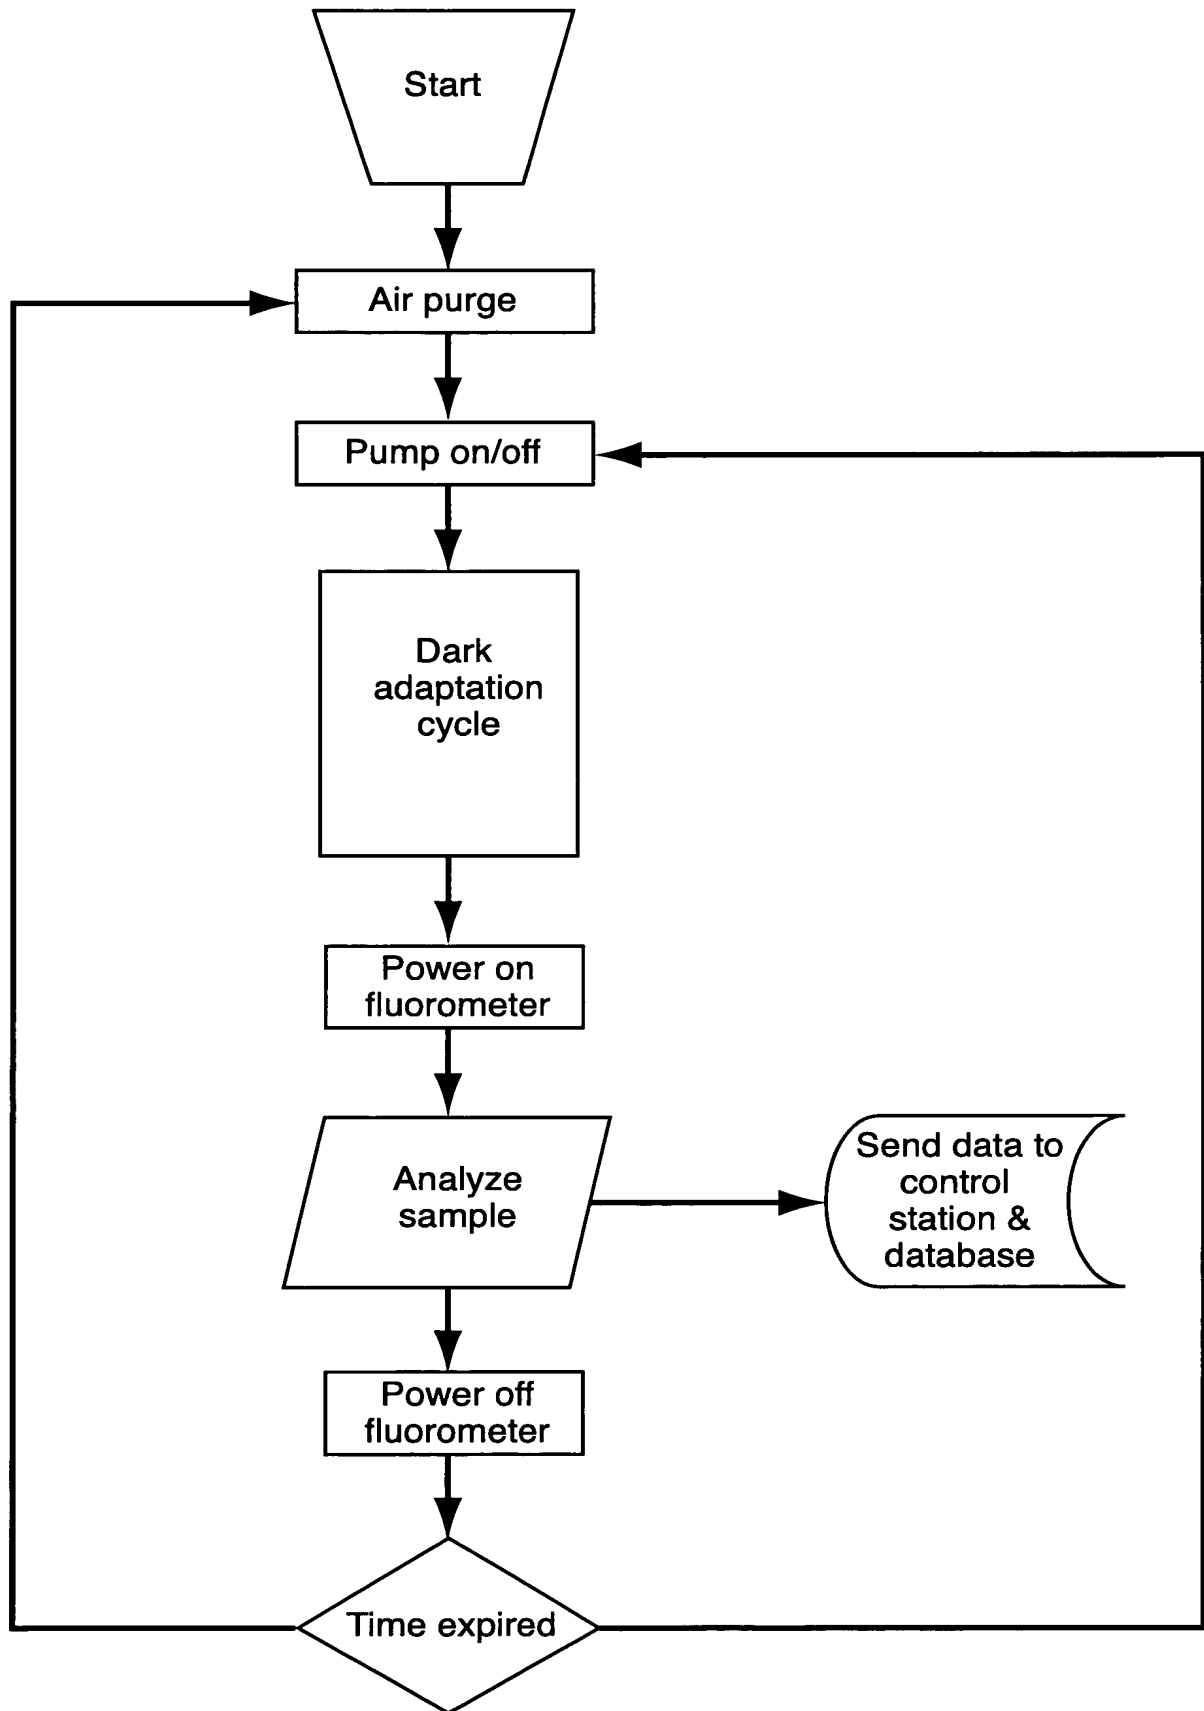 Start
Air purge
Pump on/off
Dark
adaptation
cycle
Power on
fluorometer
Analyze
sample
Send data to
control
station &
database
Power off
fluorometer
Time expired